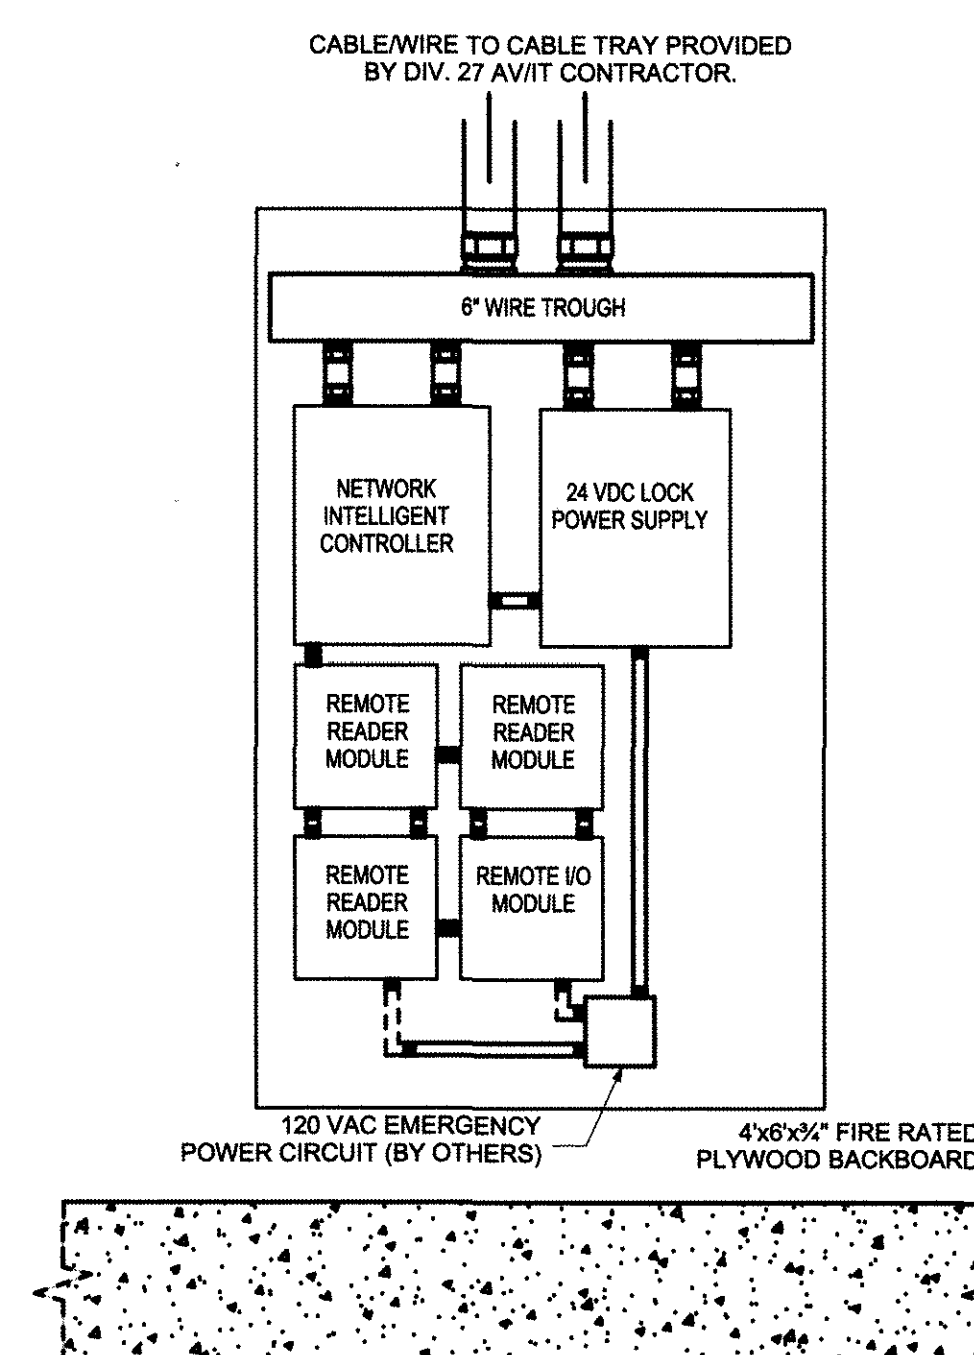 CABLE/WIRE TO CABLE TRAY PROVIDED
BY DIV. 27 AV/IT CONTRACTOR.
6" WIRE TROUGH
NETWORK
INTELLIGENT
CONTROLLER
24 VDC LOCK
POWER SUPPLY
REMOTE
READER
MODULE
REMOTE
READER
MODULE
REMOTE
READER
MODULE
REMOTE I/O
MODULE
120 VAC EMERGENCY
POWER CIRCUIT (BY OTHERS)
4'x6'x¾" FIRE RATED
PLYWOOD BACKBOARD